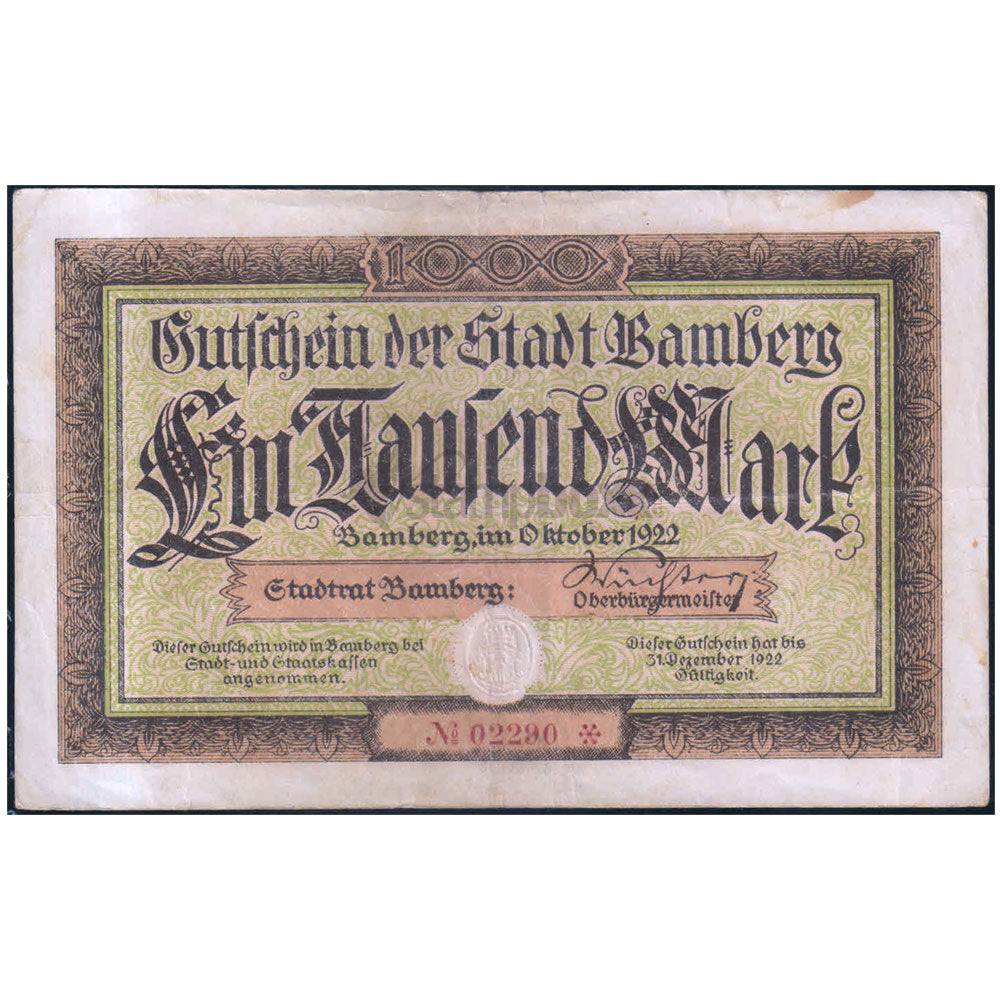 1000
Gutschein der Stadt Bamberg
Ein Tausend Mark
Bamberg, im Oktober 1922
Stadtrat Bamberg:
Wächter
Oberbürgermeister
Dieser Gutschein wird in Bamberg bei
Stadt- und Staatskassen
angenommen.
Dieser Gutschein hat bis
31. Dezember 1922
Gültigkeit.
№ 02290 *